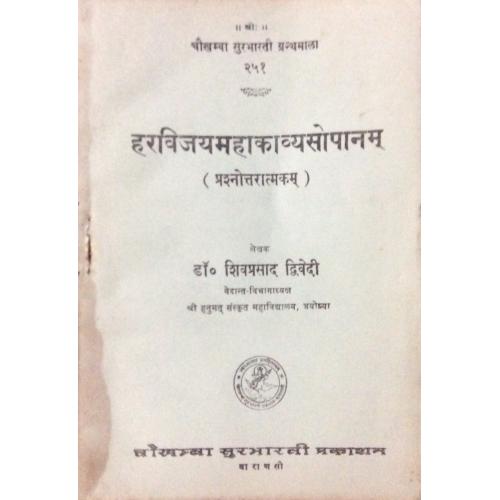 ॥ श्रीः ॥
चौखम्बा सुरभारती ग्रन्थमाला
२५१
हरविजयमहाकाव्यसोपानम्
( प्रश्नोत्तरात्मकम् )
लेखक
डॉ० शिवप्रसाद द्विवेदी
वेदान्त-विभागाध्यक्ष
श्री हनुमत् संस्कृत महाविद्यालय, अयोध्या
चौखम्बा सुरभारती प्रकाशन
वाराणसी